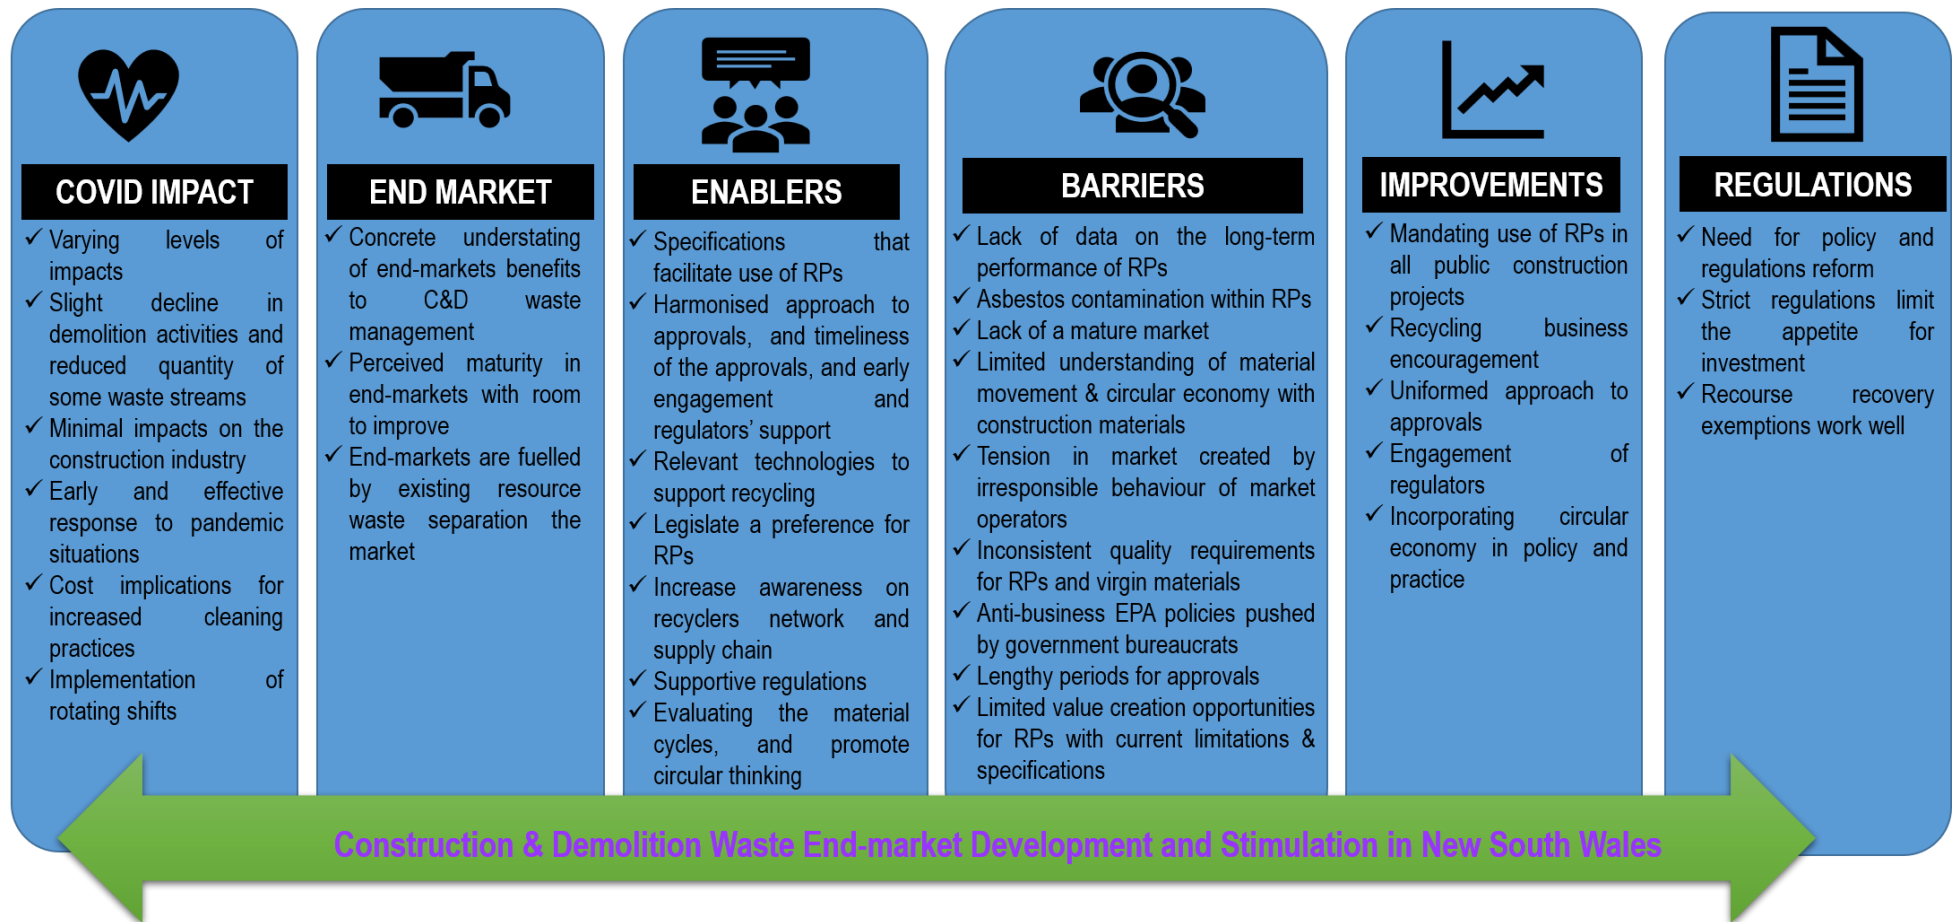 COVID IMPACT
Varying levels of
impacts
Slight decline in
demolition activities and
reduced quantity of
some waste streams
Minimal impacts on the
construction industry
Early and effective
response to pandemic
situations
Cost implications for
increased cleaning
practices
Implementation of
rotating shifts
END MARKET
Concrete understating
of end-markets benefits
to C&D waste
management
Perceived maturity in
end-markets with room
to improve
End-markets are fuelled
by existing resource
waste separation the
market
ENABLERS
Specifications that
facilitate use of RPs
Harmonised approach to
approvals, and timeliness
of the approvals, and early
engagement and
regulators’ support
Relevant technologies to
support recycling
Legislate a preference for
RPs
Increase awareness on
recyclers network and
supply chain
Supportive regulations
Evaluating the material
cycles, and promote
circular thinking
BARRIERS
Lack of data on the long-term
performance of RPs
Asbestos contamination within RPs
Lack of a mature market
Limited understanding of material
movement & circular economy with
construction materials
Tension in market created by
irresponsible behaviour of market
operators
Inconsistent quality requirements
for RPs and virgin materials
Anti-business EPA policies pushed
by government bureaucrats
Lengthy periods for approvals
Limited value creation opportunities
for RPs with current limitations &
specifications
IMPROVEMENTS
Mandating use of RPs in
all public construction
projects
Recycling business
encouragement
Uniformed approach to
approvals
Engagement of
regulators
Incorporating circular
economy in policy and
practice
REGULATIONS
Need for policy and
regulations reform
Strict regulations limit
the appetite for
investment
Recourse recovery
exemptions work well
Construction & Demolition Waste End-market Development and Stimulation in New South Wales